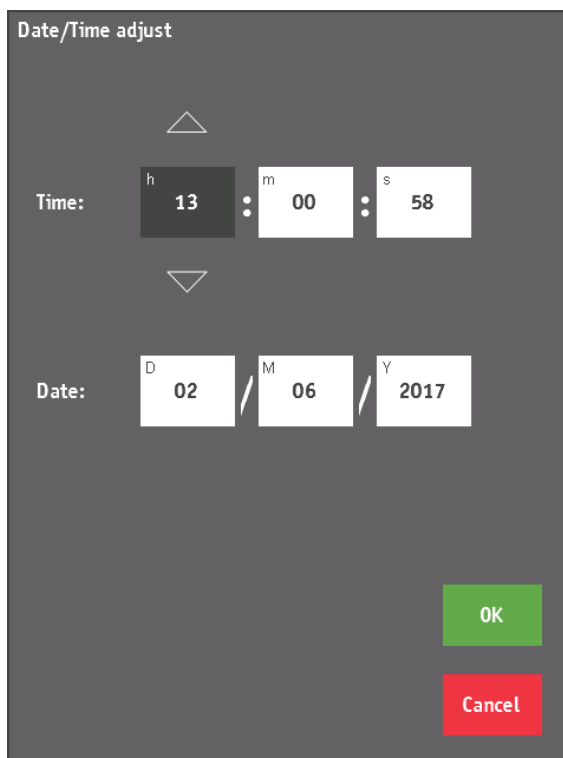 Date/Time adjust
h m s
Time: 13 : 00 : 58
D M Y
Date: 02 / 06 / 2017
OK
Cancel